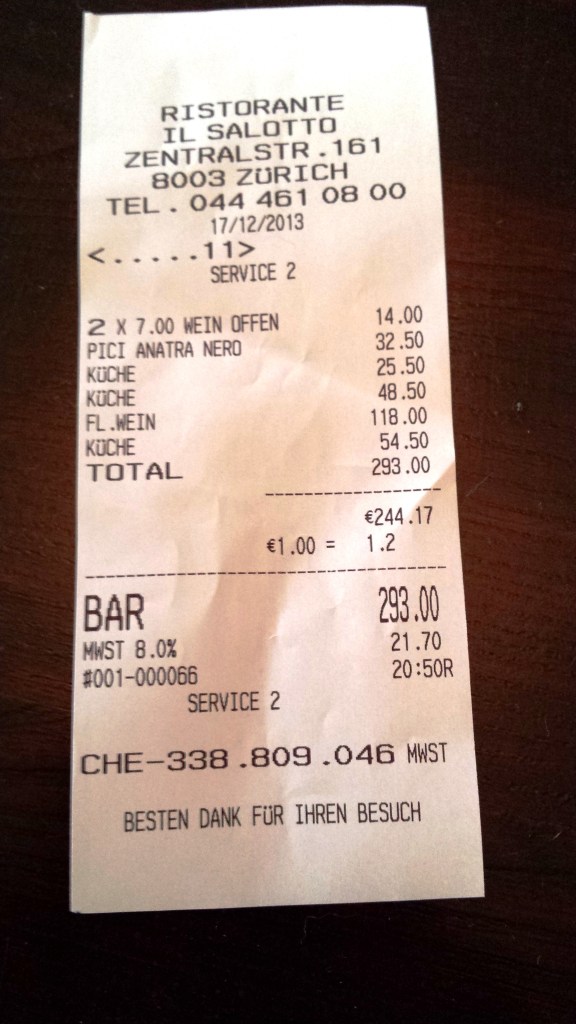 RISTORANTE
IL SALOTTO
ZENTRALSTR.161
8003 ZÜRICH
TEL. 044 461 08 00
17/12/2013
<.....11>
SERVICE 2
2 X 7.00 WEIN OFFEN 14.00
PICI ANATRA NERO 32.50
KÜCHE 25.50
KÜCHE 48.50
FL.WEIN 118.00
KÜCHE 54.50
TOTAL 293.00
------------------
€244.17
€1.00 = 1.2
-------------------------------------
BAR 293.00
MWST 8.0% 21.70
#001-000066 20:50R
SERVICE 2
CHE-338.809.046 MWST
BESTEN DANK FÜR IHREN BESUCH